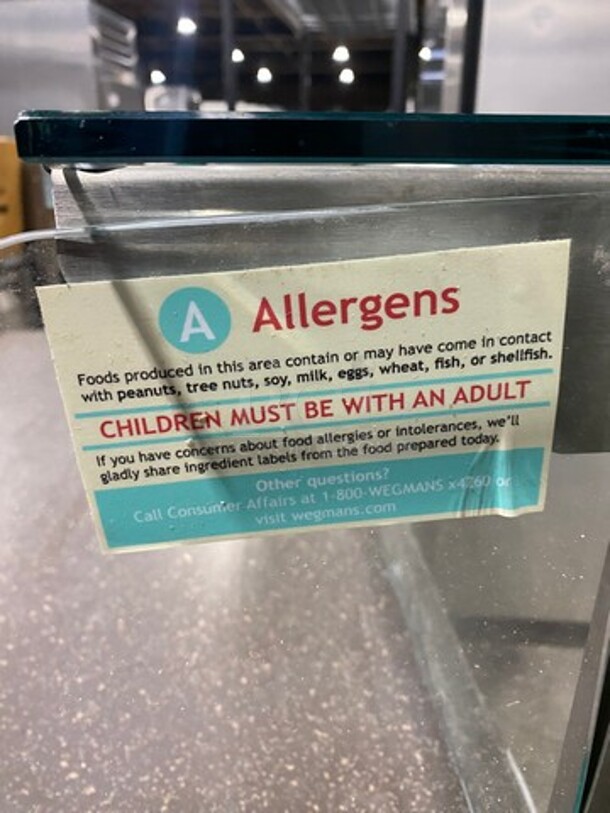 A Allergens
Foods produced in this area contain or may have come in contact
with peanuts, tree nuts, soy, milk, eggs, wheat, fish, or shellfish.
CHILDREN MUST BE WITH AN ADULT
If you have concerns about food allergies or intolerances, we'll
gladly share ingredient labels from the food prepared today.
Other questions?
Call Consumer Affairs at 1-800-WEGMANS x4760 or
visit wegmans.com